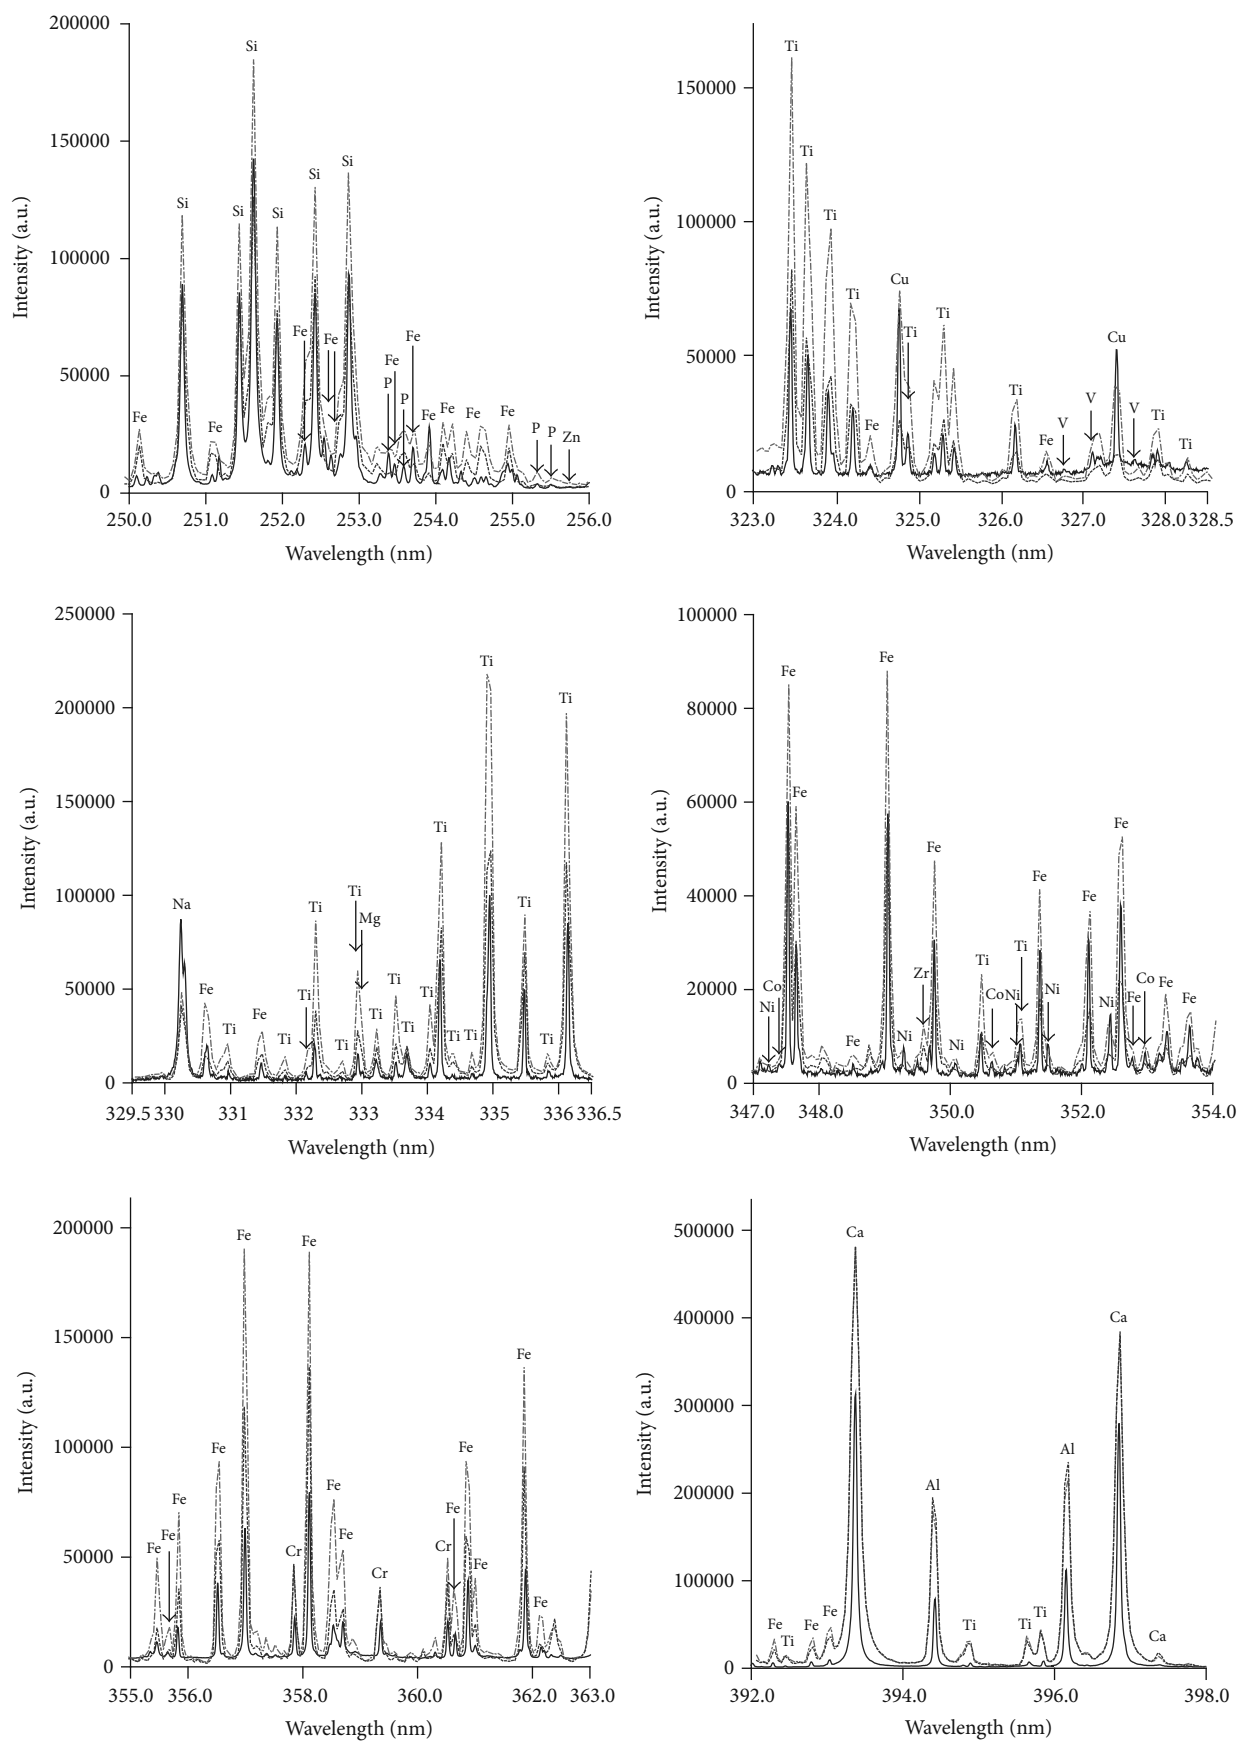 200000
150000
100000
50000
0
Intensity (a.u.)
Si
Si
Si
Si
Si
Si
Fe
Fe
Fe
Fe
Fe
Fe
P
P
Fe
Fe
Fe
Fe
P
P
Zn
250.0 251.0 252.0 253.0 254.0 255.0 256.0
Wavelength (nm)
150000
100000
50000
0
Intensity (a.u.)
Ti
Ti
Ti
Ti
Fe
Cu
Ti
Ti
Ti
Fe
V
V
Cu
V
Ti
Ti
323.0 324.0 325.0 326.0 327.0 328.0 328.5
Wavelength (nm)
250000
200000
150000
100000
50000
0
Intensity (a.u.)
Na
Fe
Ti
Fe
Ti
Ti
Ti
Ti
Ti
Mg
Ti
Ti
Ti
Ti
Ti
Ti
Ti
Ti
Ti
Ti
Ti
329.5 330 331 332 333 334 335 336 336.5
Wavelength (nm)
100000
80000
60000
40000
20000
0
Intensity (a.u.)
Ni
Co
Fe
Fe
Fe
Fe
Ni
Zr
Fe
Ni
Ti
Co
Ni
Ti
Fe
Ni
Fe
Ni
Fe
Fe
Co
Fe
Fe
347.0 348.0 350.0 352.0 354.0
Wavelength (nm)
200000
150000
100000
50000
0
Intensity (a.u.)
Fe
Fe
Fe
Fe
Fe
Cr
Fe
Fe
Fe
Cr
Cr
Fe
Fe
Fe
Fe
Fe
355.0 356.0 358.0 360.0 362.0 363.0
Wavelength (nm)
500000
400000
300000
200000
100000
0
Intensity (a.u.)
Fe
Ti
Fe
Fe
Ca
Al
Ti
Ti
Ti
Al
Ca
Ca
392.0 394.0 396.0 398.0
Wavelength (nm)